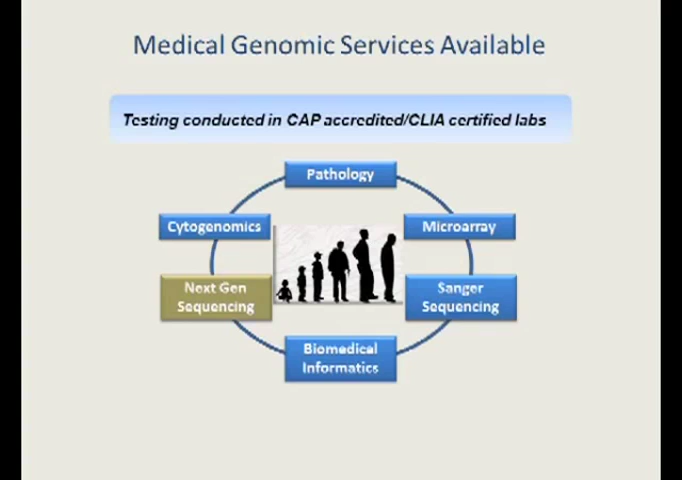 Medical Genomic Services Available
Testing conducted in CAP accredited/CLIA certified labs
Pathology
Cytogenomics
Microarray
Next Gen
Sequencing
Sanger
Sequencing
Biomedical
Informatics